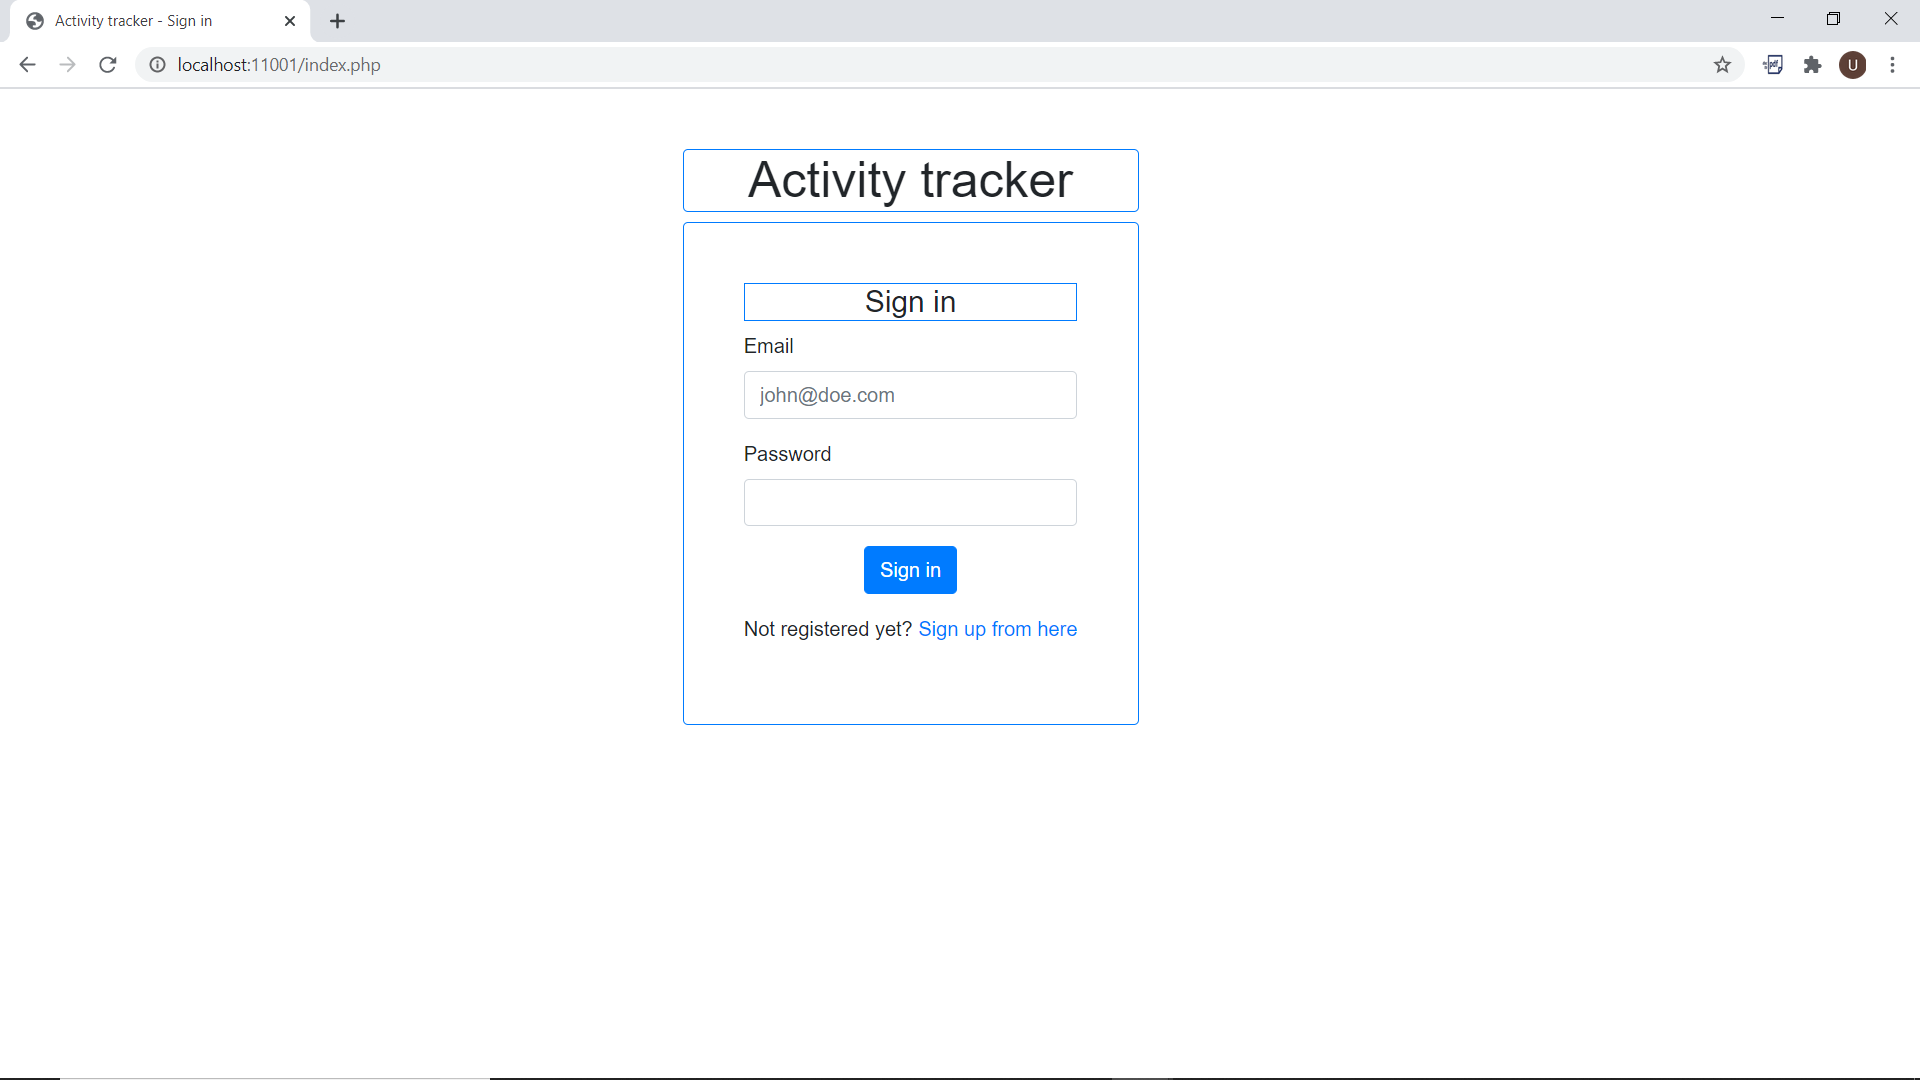 Activity tracker - Sign in
localhost:11001/index.php
pdf
U
Activity tracker
Sign in
Email
john@doe.com
Password
Sign in
Not registered yet? Sign up from here